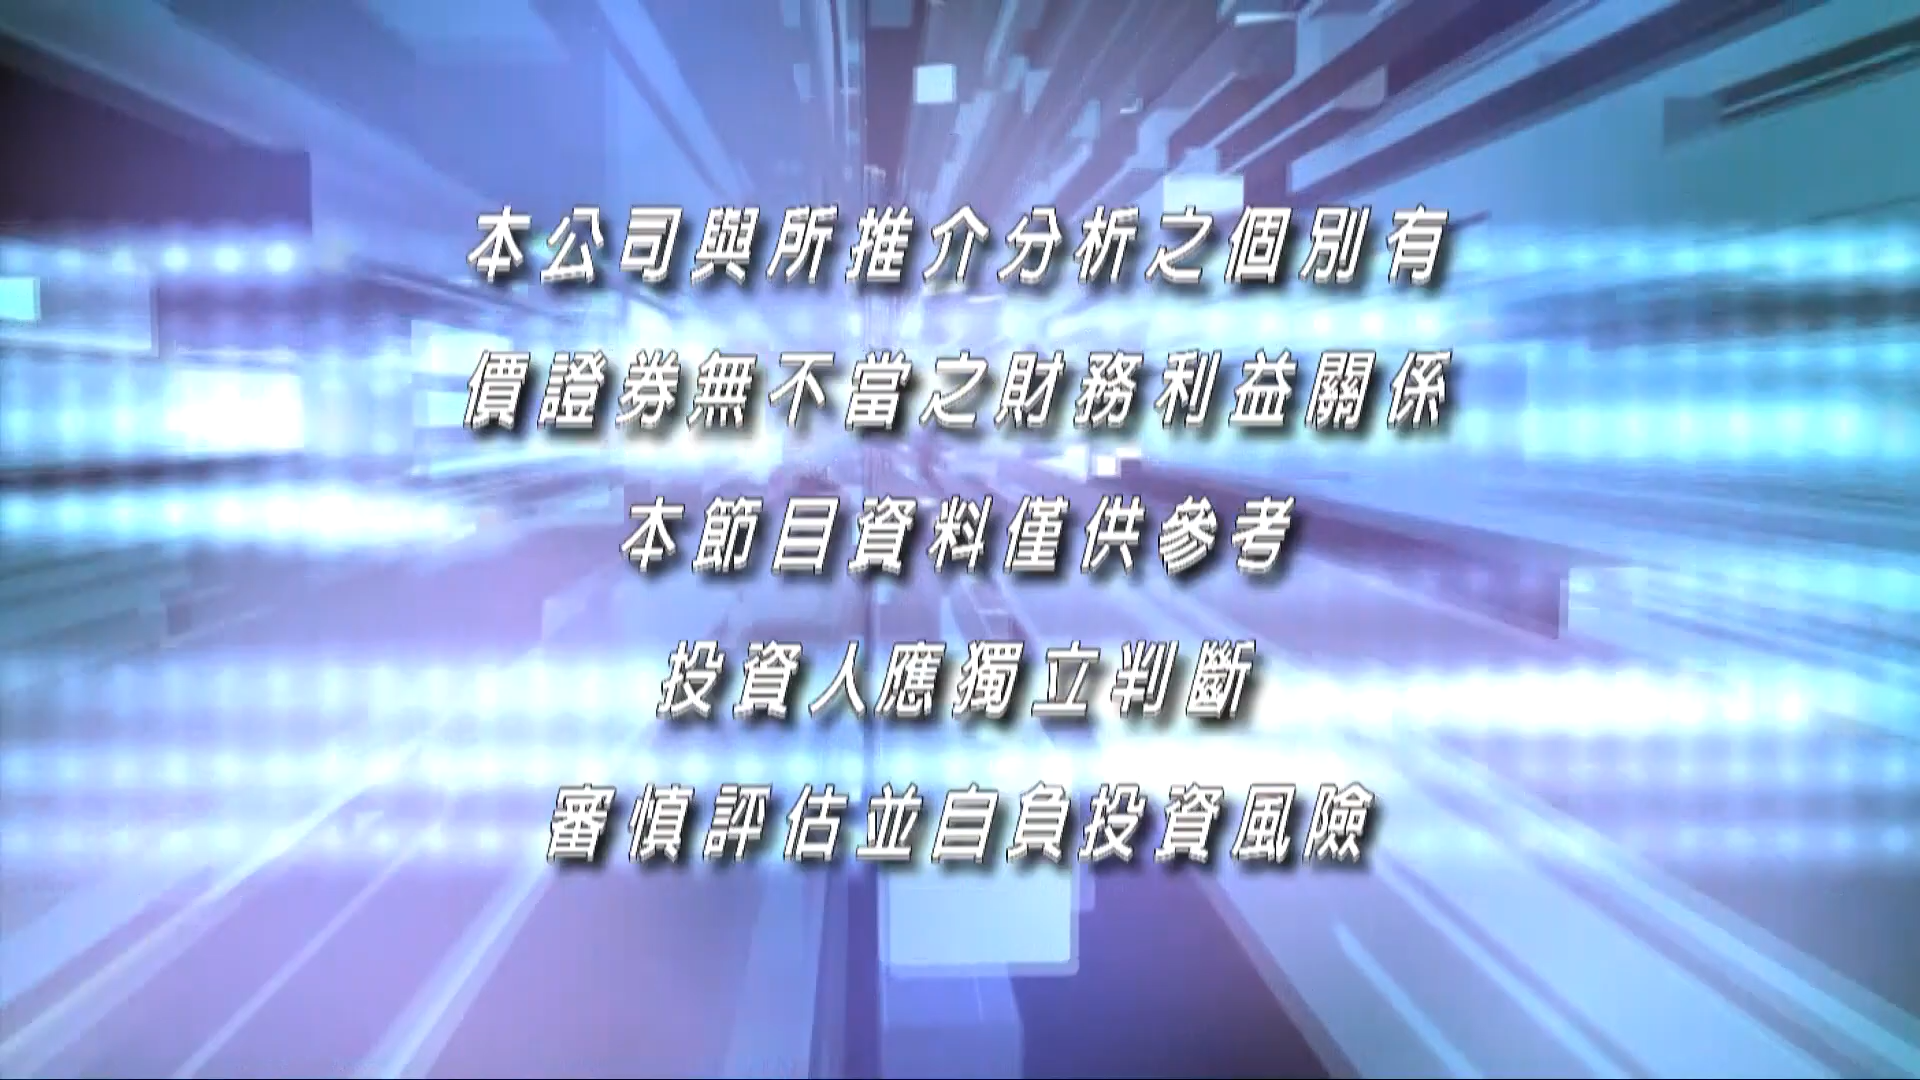 本公司與所推介分析之個別有
價證券無不當之財務利益關係
本節目資料僅供參考
投資人應獨立判斷
審慎評估並自負投資風險